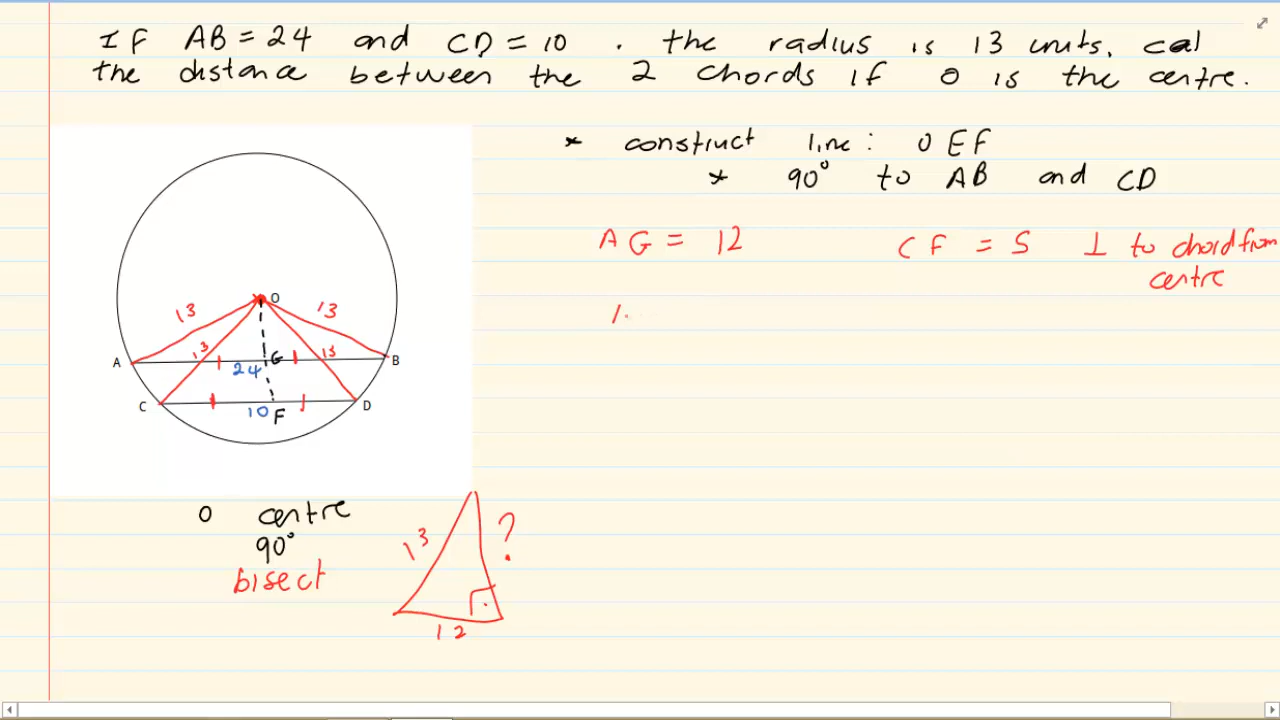 IF AB = 24 and CD = 10 . the radius is 13 units, cal
the distance between the 2 chords if O is the centre.
* construct line: OEF
* 90° to AB and CD
AG = 12 CF = 5 ⊥ to chord from
centre
1.
O
13 13
13 15
A G B
24
C D
10 F
O centre
90°
bisect
13 ?
12